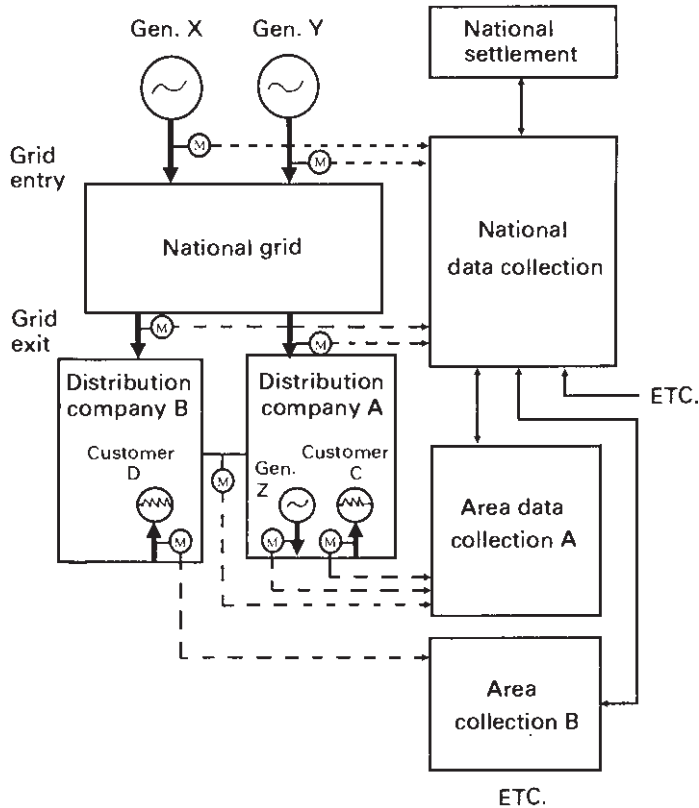 Gen. X
Gen. Y
National
settlement
M
M
Grid
entry
National grid
National
data collection
Grid
exit
M
M
Distribution
company B
Distribution
company A
ETC.
Customer
D
M
Gen.
Z
Customer
C
M
M
M
Area data
collection A
Area
collection B
ETC.